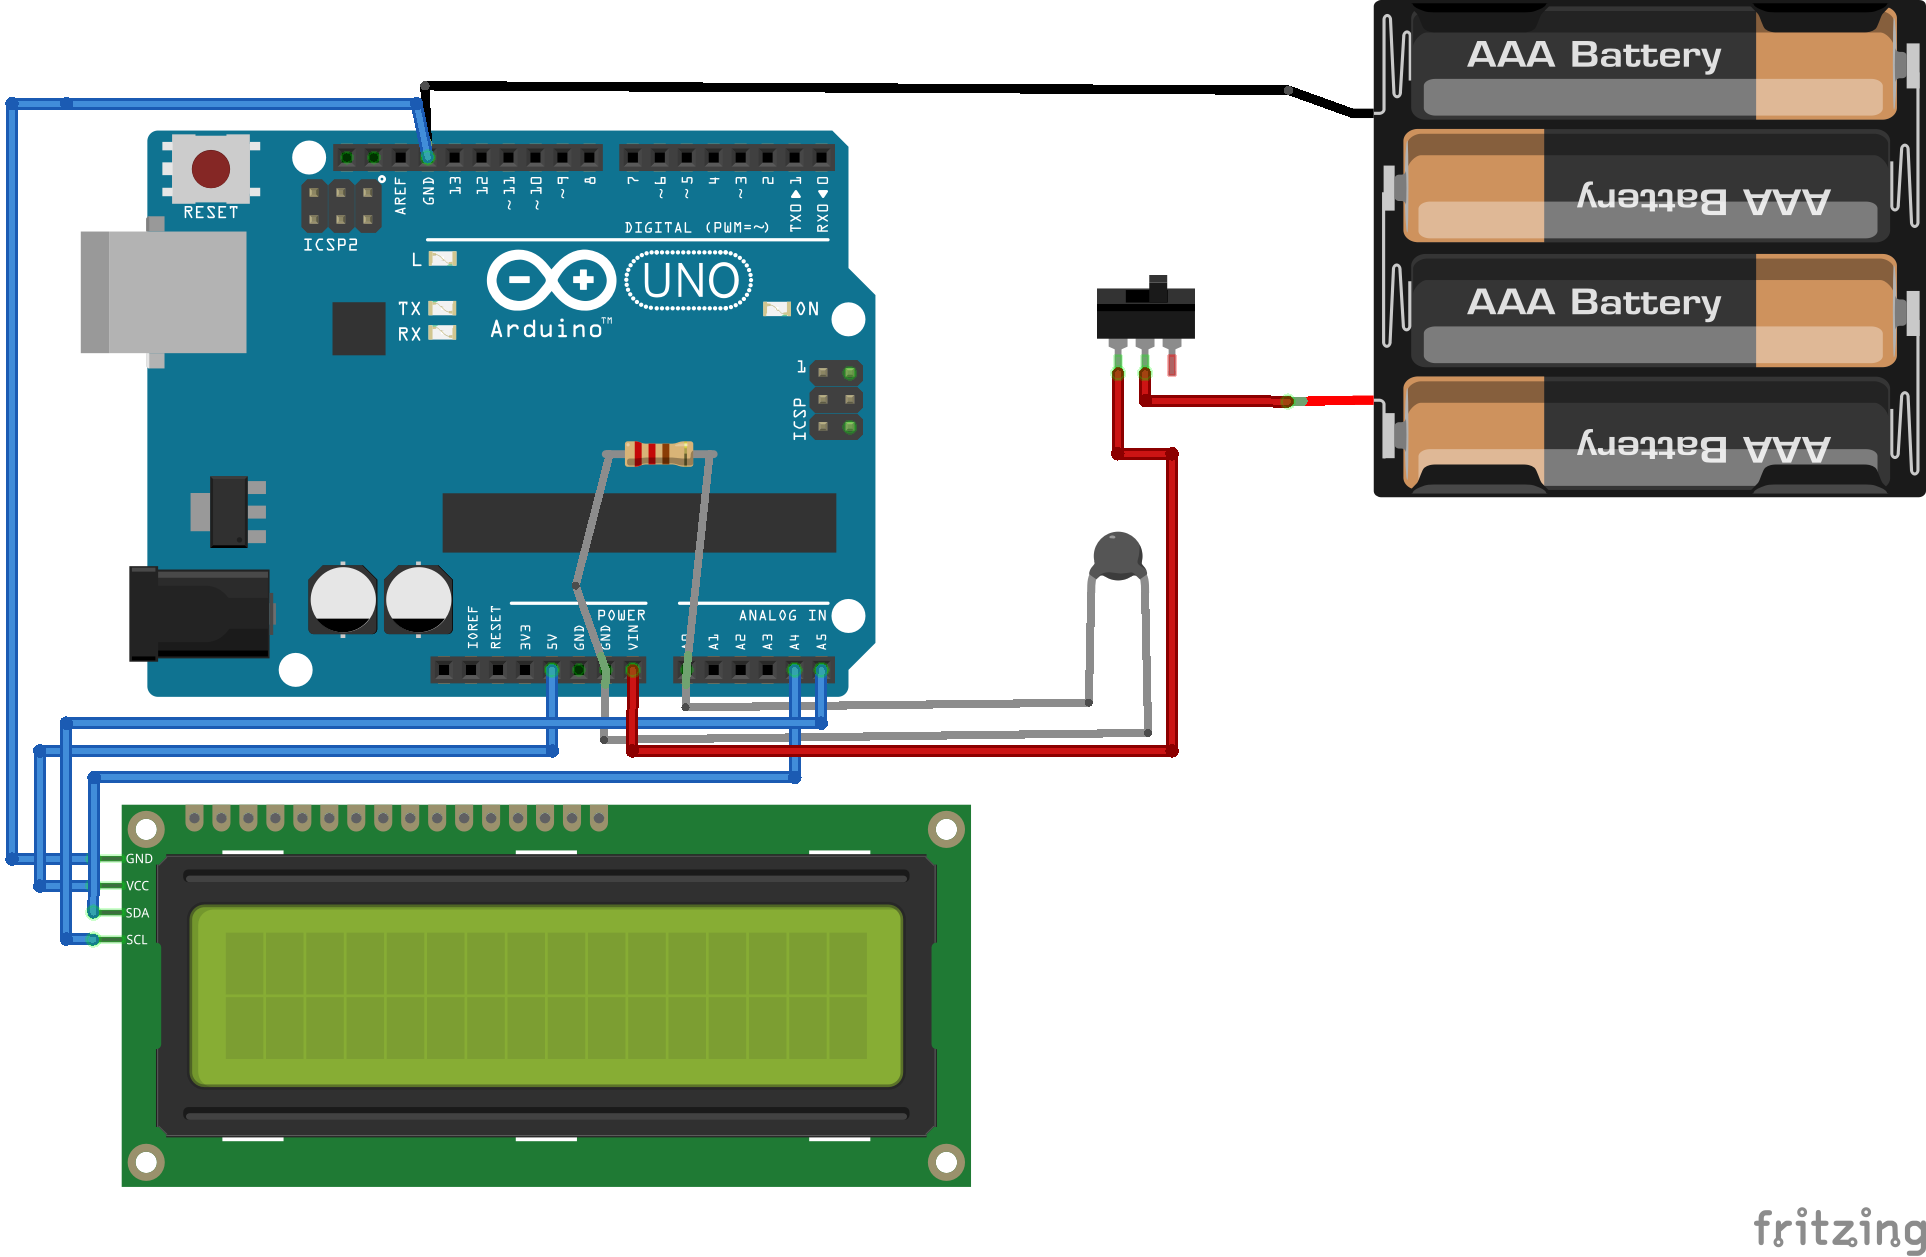 AAA Battery
AAA Battery
AAA Battery
AAA Battery
RESET
ICSP2
AREF
GND
13
12
~11
~10
~9
8
7
~6
~5
4
~3
2
TX0▶1
RX0◀0
DIGITAL (PWM=~)
L
TX
RX
UNO
Arduino™
ON
1
ICSP
POWER
ANALOG IN
IOREF
RESET
3V3
5V
GND
GND
VIN
A0
A1
A2
A3
A4
A5
GND
VCC
SDA
SCL
fritzing